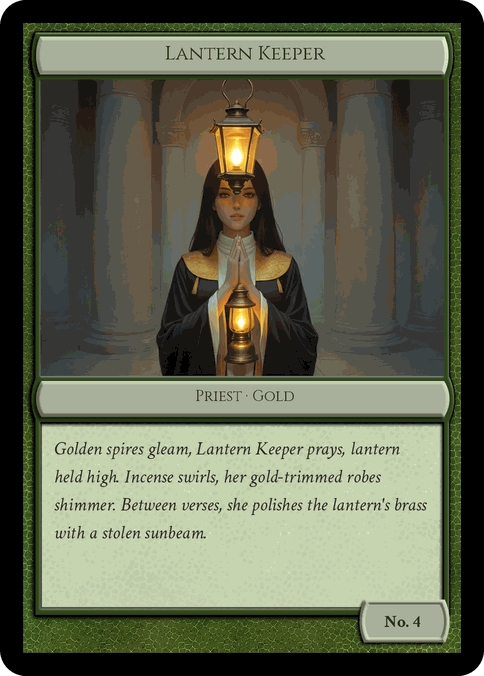 Lantern Keeper
Priest · Gold
Golden spires gleam, Lantern Keeper prays, lantern
held high. Incense swirls, her gold-trimmed robes
shimmer. Between verses, she polishes the lantern's brass
with a stolen sunbeam.
No. 4